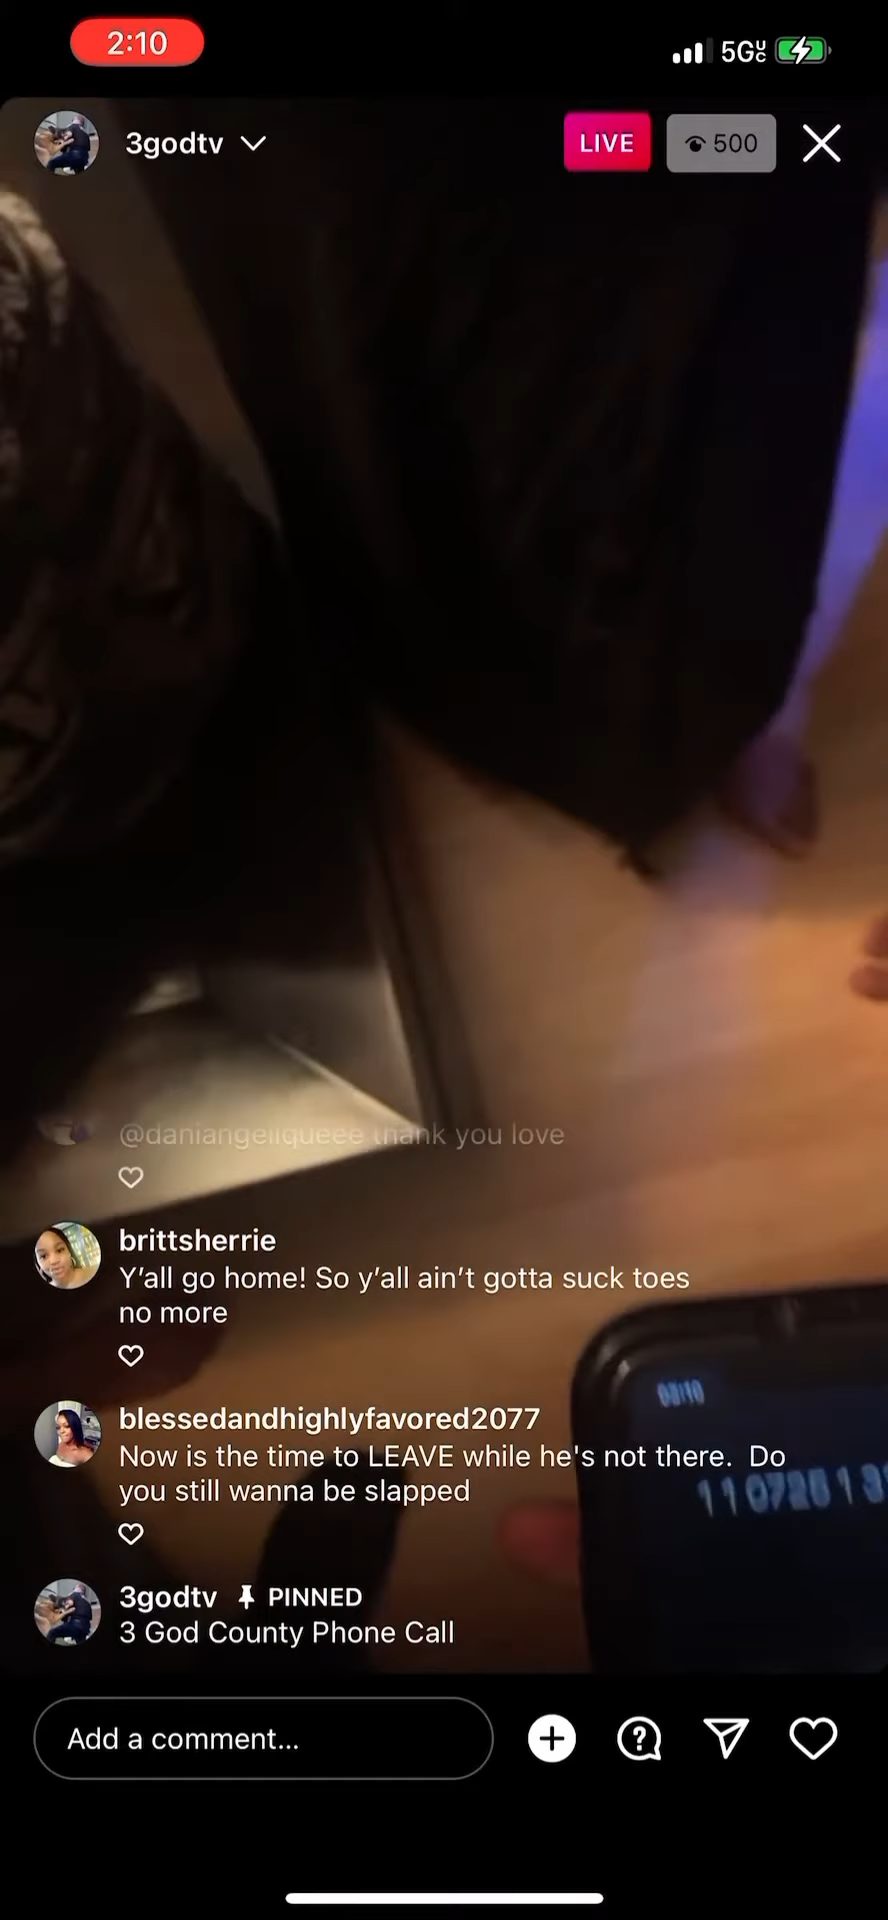 2:10
5G
3godtv
LIVE
500
thank you love
brittsherrie
Y'all go home! So y'all ain't gotta suck toes
no more
blessedandhighlyfavored2077
Now is the time to LEAVE while he's not there. Do
you still wanna be slapped
3godtv PINNED
3 God County Phone Call
Add a comment...